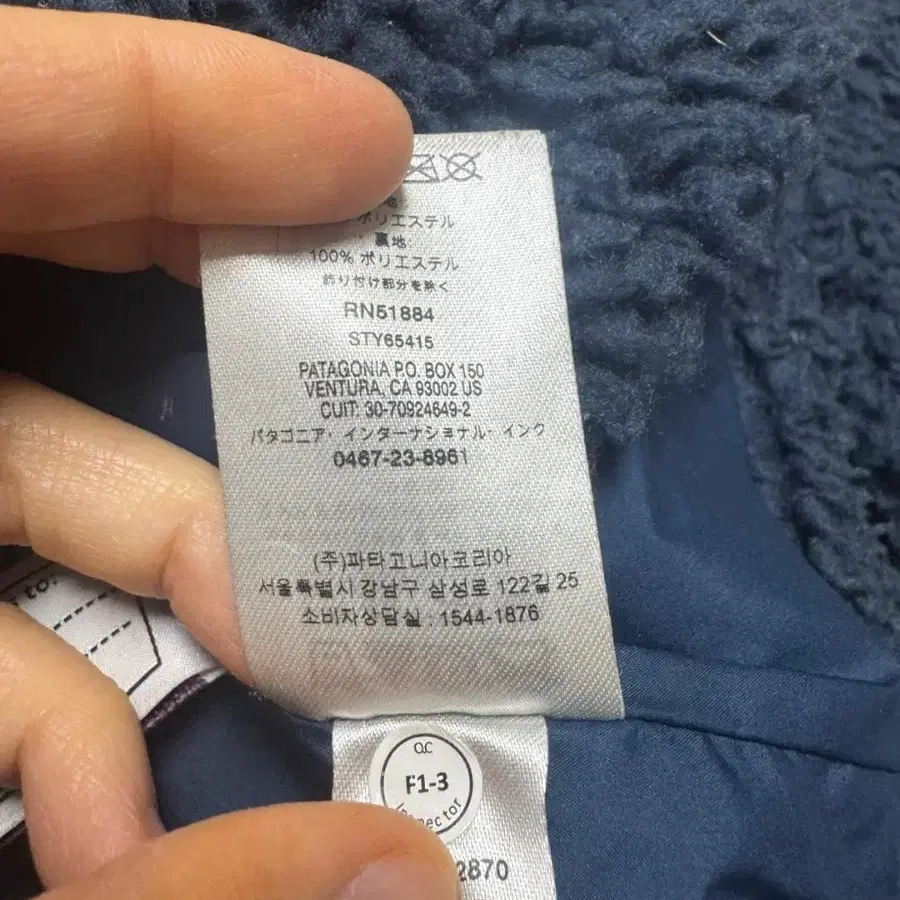 ポリエステル
裏地:
100% ポリエステル
飾り付け部分を除く
RN51884
STY65415
PATAGONIA P.O. BOX 150
VENTURA, CA 93002 US
CUIT: 30-70924649-2
パタゴニア・インターナショナル・インク
0467-23-8961
(주)파타고니아코리아
서울특별시 강남구 삼성로 122길 25
소비자상담실 : 1544-1876
QC
F1-3
2870